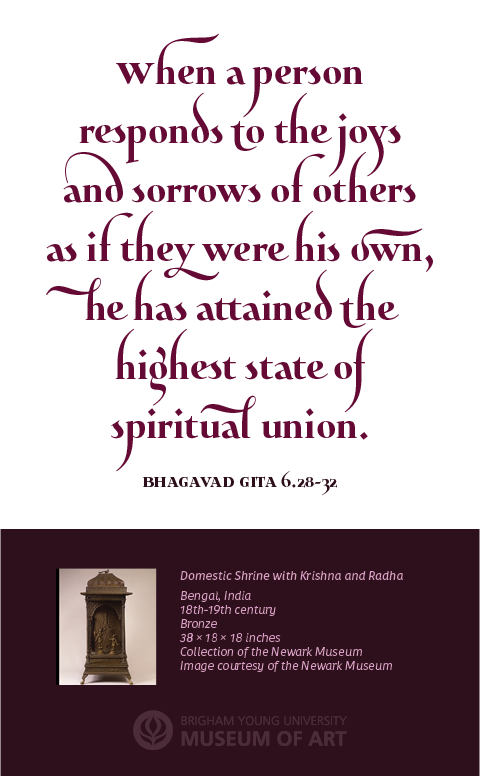 When a person
responds to the joys
and sorrows of others
as if they were his own,
he has attained the
highest state of
spiritual union.
BHAGAVAD GITA 6.28-32
Domestic Shrine with Krishna and Radha
Bengal, India
18th-19th century
Bronze
38 × 18 × 18 inches
Collection of the Newark Museum
Image courtesy of the Newark Museum
BRIGHAM YOUNG UNIVERSITY
MUSEUM OF ART